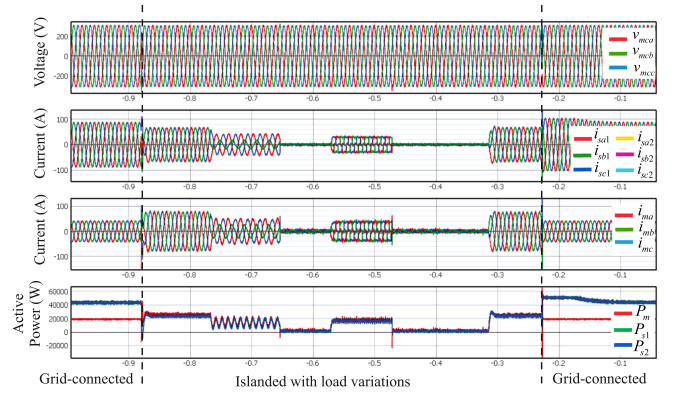 Voltage (V)
200
0
-200
v_mca
v_mcb
v_mcc
-0.9 -0.8 -0.7 -0.6 -0.5 -0.4 -0.3 -0.2 -0.1
Current (A)
100
0
-100
i_sa1 i_sa2
i_sb1 i_sb2
i_sc1 i_sc2
-0.9 -0.8 -0.7 -0.6 -0.5 -0.4 -0.3 -0.2 -0.1
Current (A)
100
0
-100
i_ma
i_mb
i_mc
-0.9 -0.8 -0.7 -0.6 -0.5 -0.4 -0.3 -0.2 -0.1
Active
Power (W)
60000
40000
20000
0
-20000
P_m
P_s1
P_s2
-0.9 -0.8 -0.7 -0.6 -0.5 -0.4 -0.3 -0.2 -0.1
Grid-connected Islanded with load variations Grid-connected